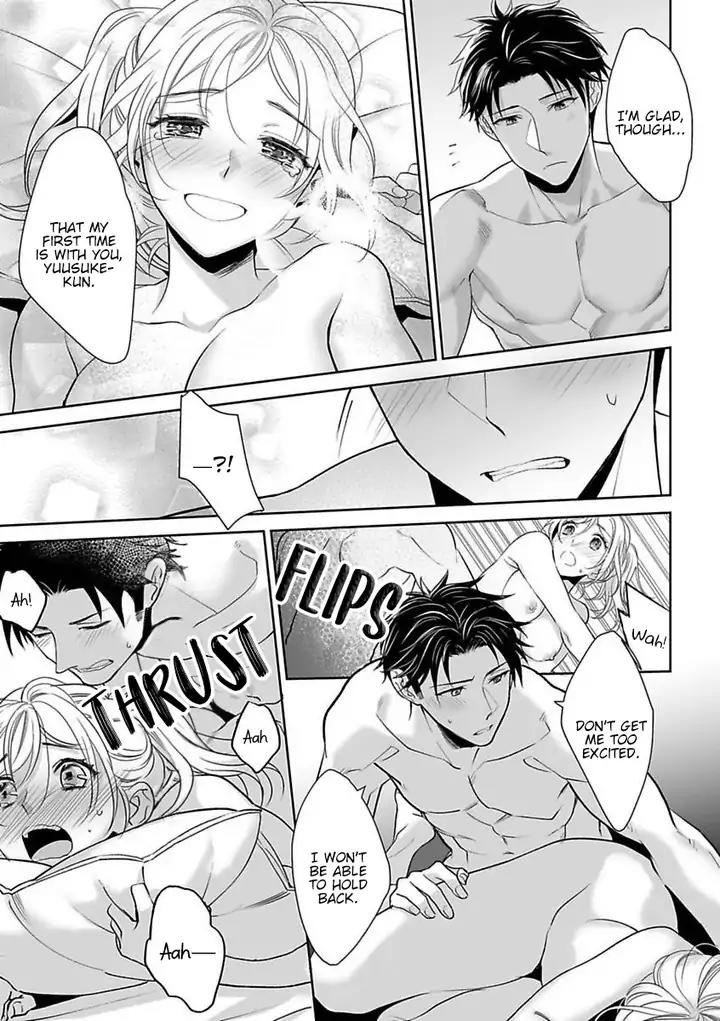 I'M GLAD,
THOUGH...
THAT MY
FIRST TIME
IS WITH YOU,
YUUSUKE-
KUN.
—?!
FLIPS
Wah!
DON'T GET
ME TOO
EXCITED.
I WON'T
BE ABLE
TO HOLD
BACK.
Ah!
THRUST
Aah
Aah—